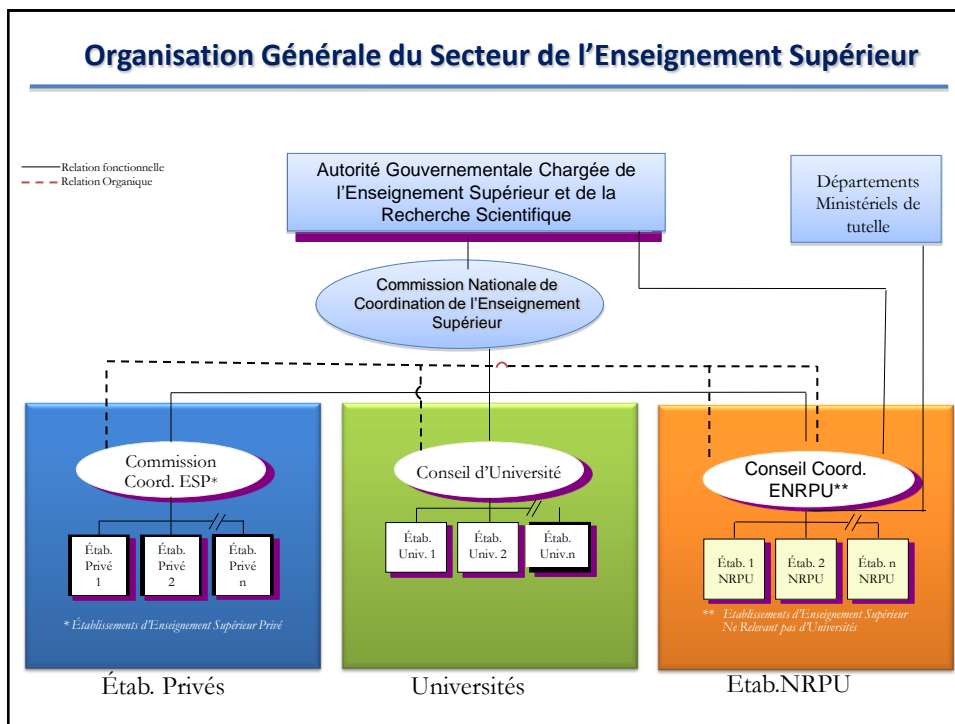 Organisation Générale du Secteur de l’Enseignement Supérieur
Relation fonctionnelle
Relation Organique
Autorité Gouvernementale Chargée de
l’Enseignement Supérieur et de la
Recherche Scientifique
Départements
Ministériels de
tutelle
Commission Nationale de
Coordination de l’Enseignement
Supérieur
Commission
Coord. ESP*
Étab.
Privé
1
Étab.
Privé
2
Étab.
Privé
n
* Établissements d’Enseignement Supérieur Privé
Étab. Privés
Conseil d’Université
Étab.
Univ. 1
Étab.
Univ. 2
Étab.
Univ.n
Universités
Conseil Coord.
ENRPU**
Étab. 1
NRPU
Étab. 2
NRPU
Étab. n
NRPU
** Etablissements d’Enseignement Supérieur
Ne Relevant pas d’Universités
Etab.NRPU